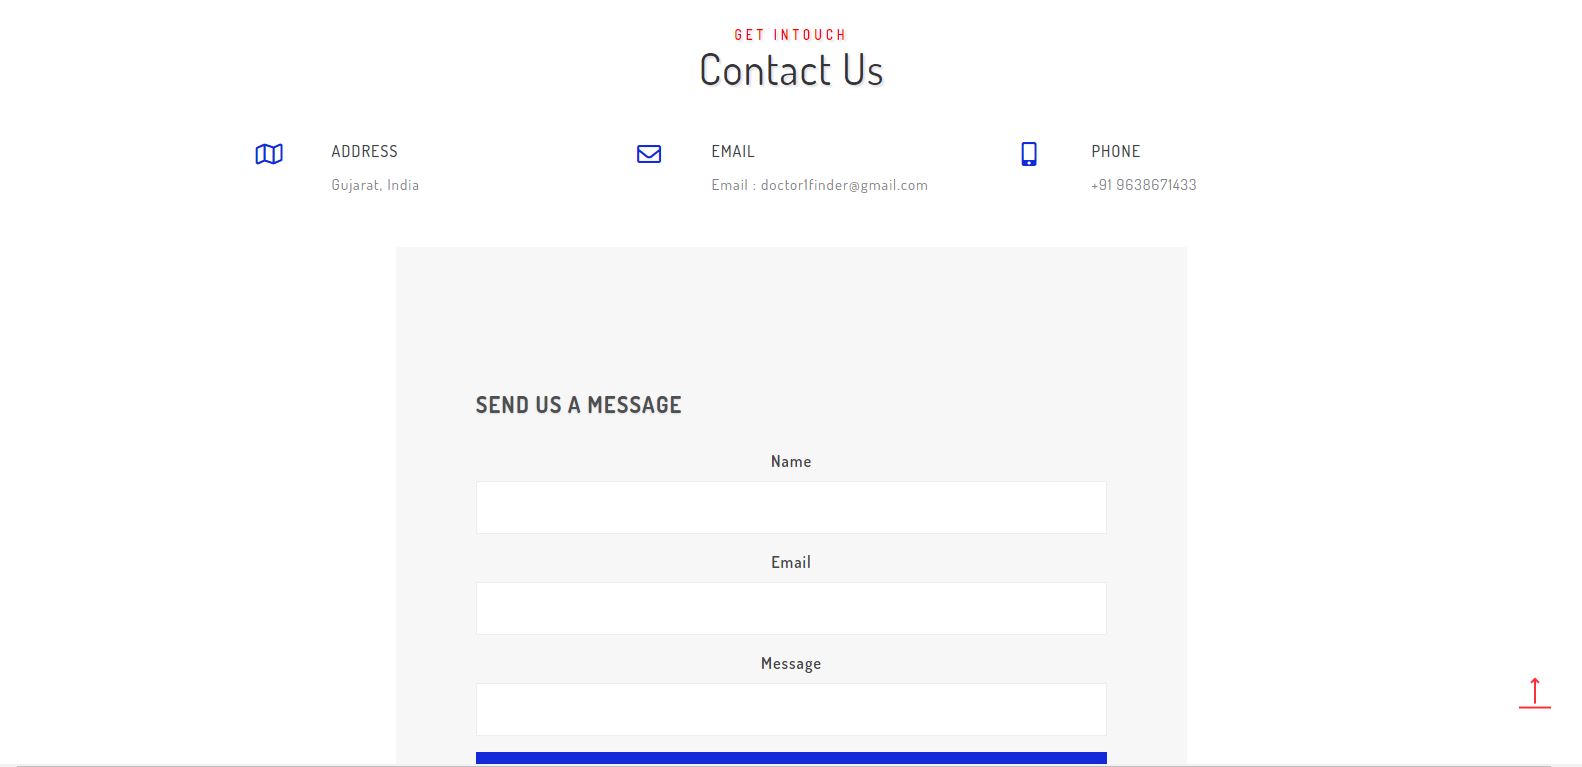 GET INTOUCH
Contact Us
ADDRESS
Gujarat, India
EMAIL
Email : doctor1finder@gmail.com
PHONE
+91 9638671433
SEND US A MESSAGE
Name
Email
Message